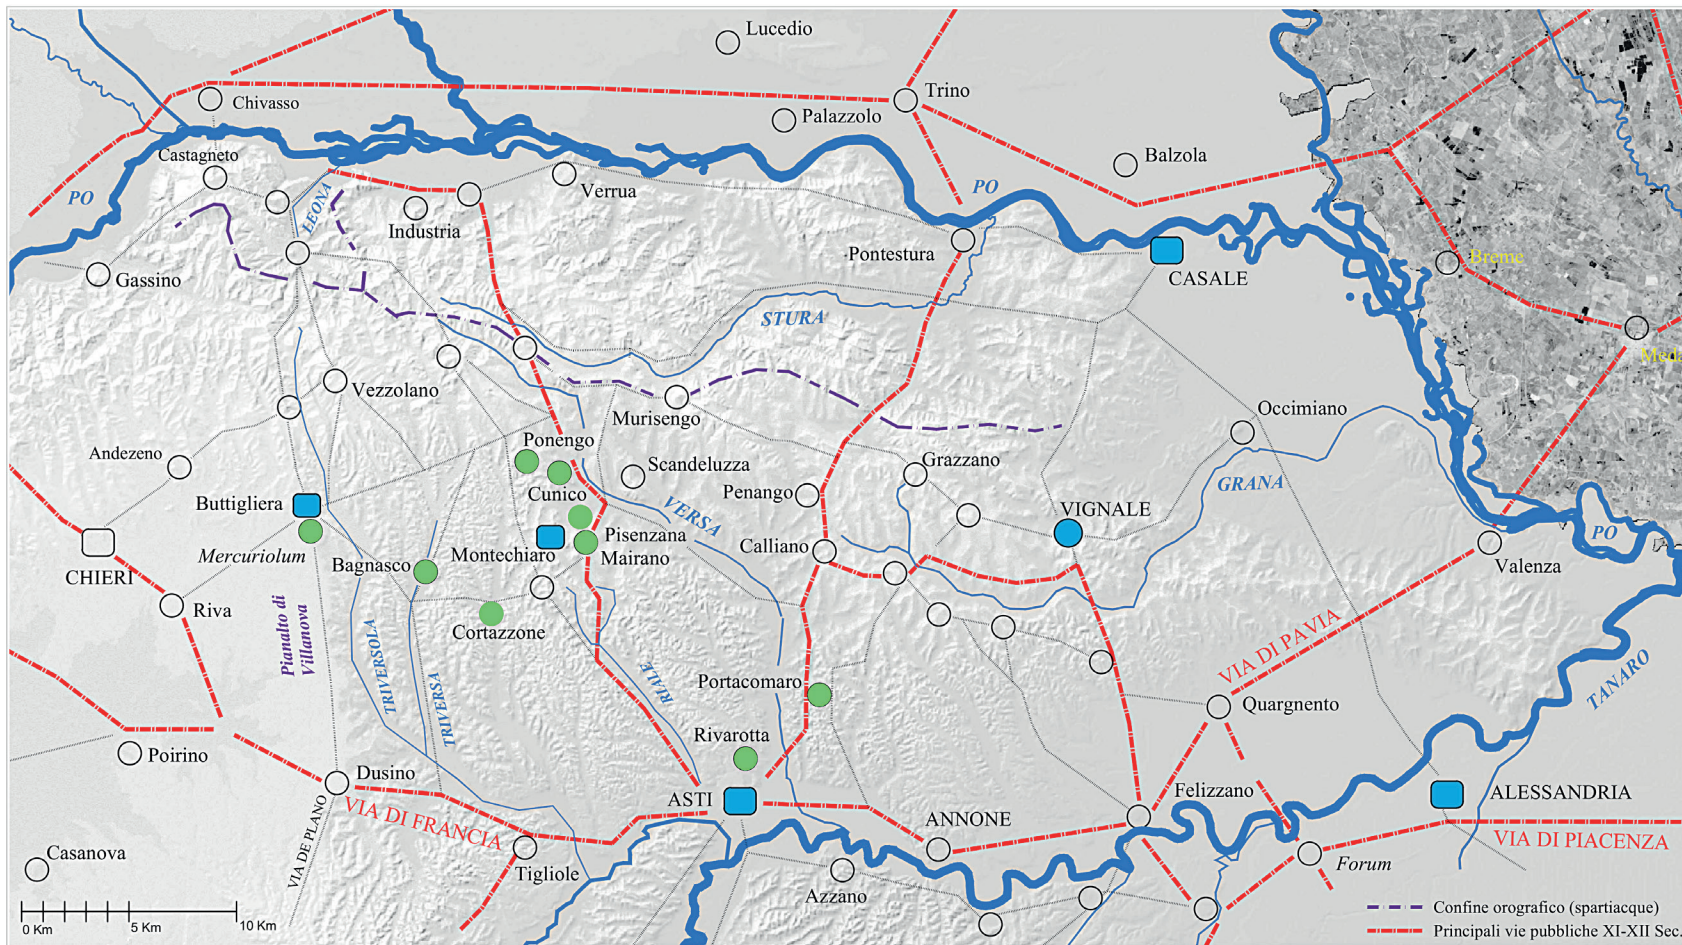 Lucedio
Trino
Chivasso
Palazzolo
Castagneto
Balzola
PO
LEONA
Verrua
PO
Industria
Pontestura
Gassino
Breme
CASALE
STURA
Meda
Vezzolano
Murisengo
Occimiano
Ponengo
Andezeno
Scandeluzza
Grazzano
GRANA
Penango
Cunico
Buttigliera
VERSA
VIGNALE
PO
Pisenzana
Mercuriolum
Montechiaro
Mairano
Calliano
Valenza
Bagnasco
CHIERI
Riva
Cortazzone
Pianalto di
Villanova
TRIVERSOLA
TRIVERSA
RIALE
VIA DI PAVIA
TANARO
Portacomaro
Quargnento
Rivarotta
Poirino
Dusino
ASTI
Felizzano
ALESSANDRIA
VIA DI FRANCIA
ANNONE
VIA DI PIACENZA
VIA DE PLANO
Casanova
Forum
Tigliole
Azzano
0 Km
5 Km
10 Km
Confine orografico (spartiacque)
Principali vie pubbliche XI-XII Sec.